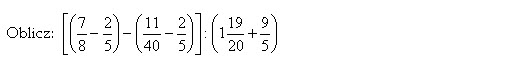 Oblicz: [(7/8 − 2/5) − (11/40 − 2/5)] : (1 19/20 + 9/5)